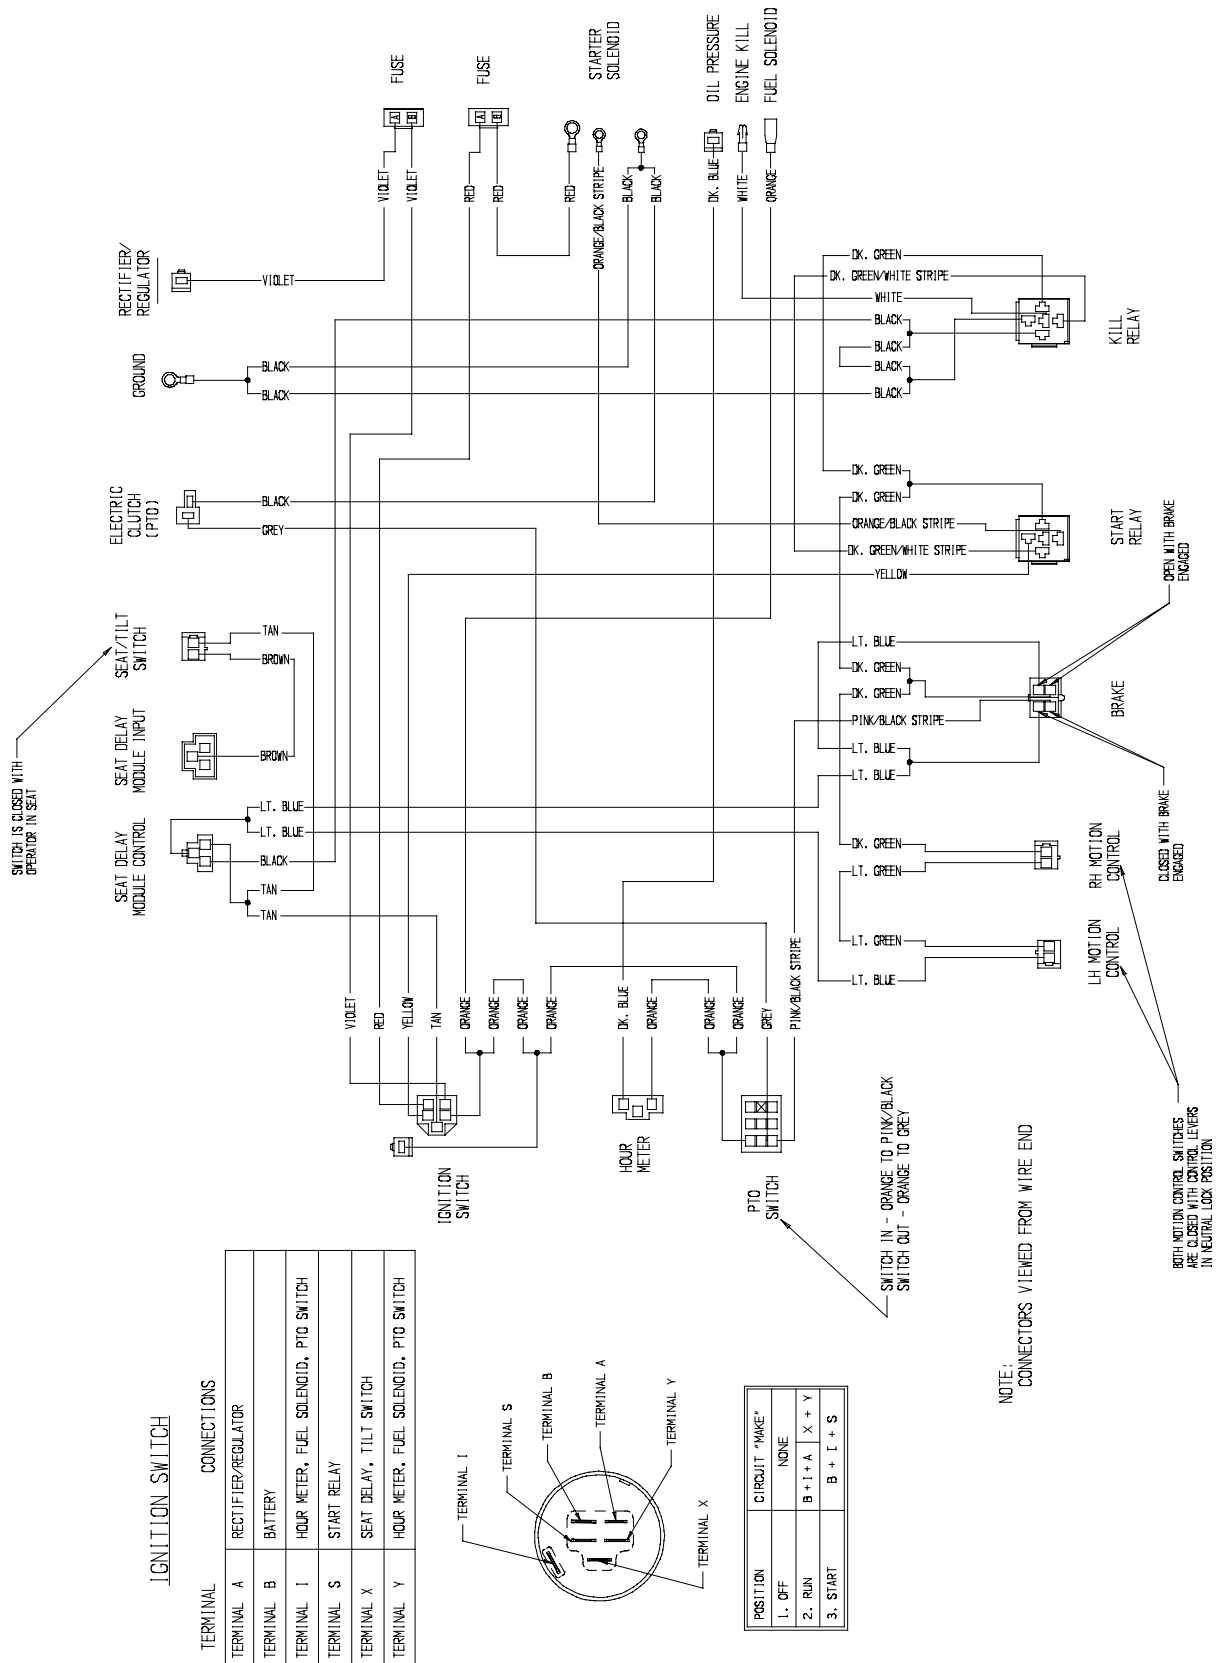 SWITCH IS CLOSED WITH
OPERATOR IN SEAT
SEAT DELAY
MODULE CONTROL
SEAT DELAY
MODULE INPUT
SEAT/TILT
SWITCH
ELECTRIC
CLUTCH
(PTO)
GROUND
RECTIFIER/
REGULATOR
TAN
TAN
BLACK
LT. BLUE
LT. BLUE
BROWN
BROWN
TAN
GREY
BLACK
BLACK
BLACK
VIOLET
VIOLET
VIOLET
A
B
FUSE
RED
RED
A
B
FUSE
RED
ORANGE/BLACK STRIPE
BLACK
BLACK
STARTER
SOLENOID
DK. BLUE
OIL PRESSURE
WHITE
ENGINE KILL
ORANGE
FUEL SOLENOID
DK. GREEN
DK. GREEN/WHITE STRIPE
WHITE
BLACK
BLACK
BLACK
BLACK
KILL
RELAY
DK. GREEN
DK. GREEN
ORANGE/BLACK STRIPE
DK. GREEN/WHITE STRIPE
YELLOW
START
RELAY
OPEN WITH BRAKE
ENGAGED
LT. BLUE
DK. GREEN
DK. GREEN
PINK/BLACK STRIPE
LT. BLUE
LT. BLUE
BRAKE
CLOSED WITH BRAKE
ENGAGED
DK. GREEN
LT. GREEN
RH MOTION
CONTROL
LT. GREEN
LT. BLUE
LH MOTION
CONTROL
BOTH MOTION CONTROL SWITCHES
ARE CLOSED WITH CONTROL LEVERS
IN NEUTRAL LOCK POSITION
VIOLET
RED
YELLOW
TAN
ORANGE
ORANGE
ORANGE
ORANGE
DK. BLUE
ORANGE
ORANGE
ORANGE
GREY
PINK/BLACK STRIPE
IGNITION
SWITCH
HOUR
METER
PTO
SWITCH
SWITCH IN - ORANGE TO PINK/BLACK
SWITCH OUT - ORANGE TO GREY
NOTE:
CONNECTORS VIEWED FROM WIRE END
IGNITION SWITCH
TERMINAL CONNECTIONS
TERMINAL A RECTIFIER/REGULATOR
TERMINAL B BATTERY
TERMINAL I HOUR METER, FUEL SOLENOID, PTO SWITCH
TERMINAL S START RELAY
TERMINAL X SEAT DELAY, TILT SWITCH
TERMINAL Y HOUR METER, FUEL SOLENOID, PTO SWITCH
TERMINAL I
TERMINAL S
TERMINAL B
TERMINAL A
TERMINAL Y
TERMINAL X
POSITION CIRCUIT "MAKE"
1. OFF NONE
2. RUN B+I+A X + Y
3. START B + I + S